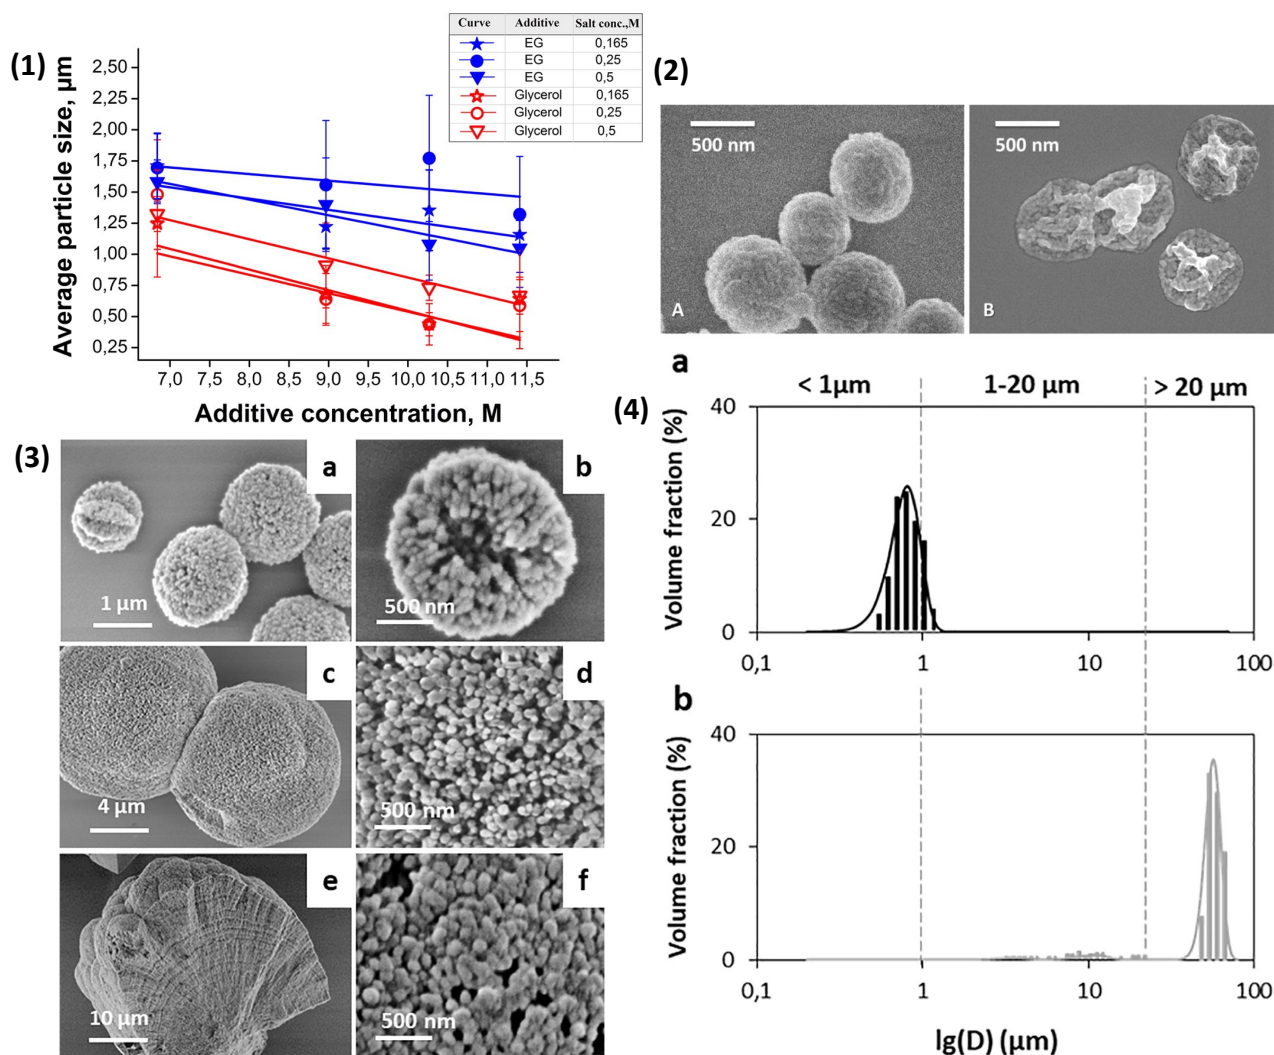 (1)
Curve Additive Salt conc.,M
EG 0,165
EG 0,25
EG 0,5
Glycerol 0,165
Glycerol 0,25
Glycerol 0,5
Average particle size, µm
2,50
2,25
2,00
1,75
1,50
1,25
1,00
0,75
0,50
0,25
7,0 7,5 8,0 8,5 9,0 9,5 10,0 10,5 11,0 11,5
Additive concentration, M
(2)
500 nm
A
500 nm
B
(3)
a
1 µm
b
500 nm
c
4 µm
d
500 nm
e
10 µm
f
500 nm
(4)
a
< 1µm 1-20 µm > 20 µm
Volume fraction (%)
40
20
0
0,1 1 10 100
b
Volume fraction (%)
40
20
0
0,1 1 10 100
lg(D) (µm)